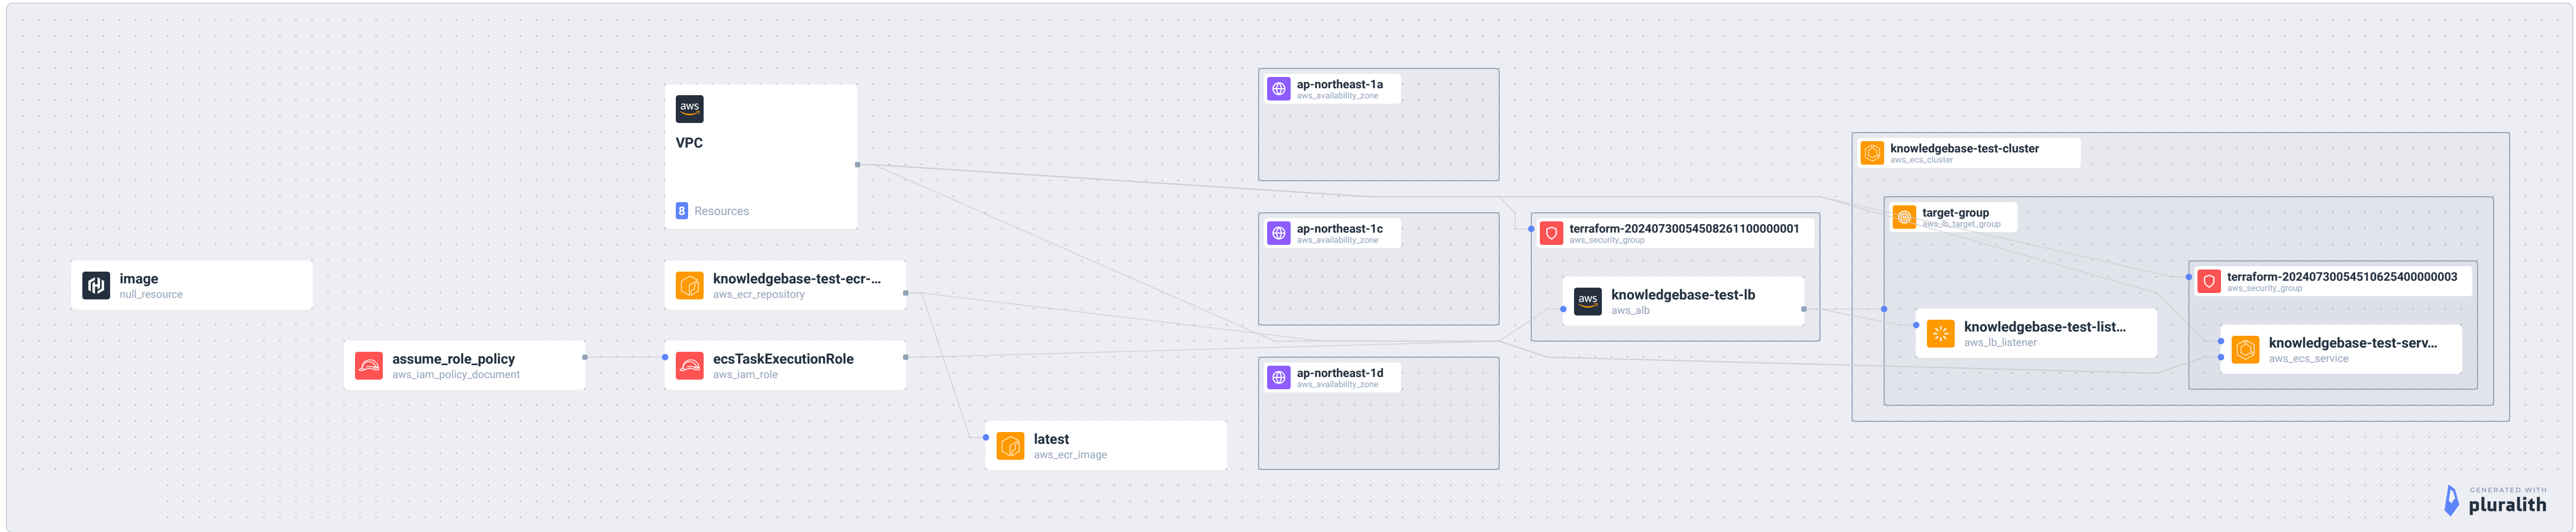 image
null_resource
assume_role_policy
aws_iam_policy_document
aws
VPC
8 Resources
knowledgebase-test-ecr-...
aws_ecr_repository
ecsTaskExecutionRole
aws_iam_role
latest
aws_ecr_image
ap-northeast-1a
aws_availability_zone
ap-northeast-1c
aws_availability_zone
ap-northeast-1d
aws_availability_zone
terraform-20240730054508261100000001
aws_security_group
aws
knowledgebase-test-lb
aws_alb
knowledgebase-test-cluster
aws_ecs_cluster
target-group
aws_lb_target_group
knowledgebase-test-list...
aws_lb_listener
terraform-20240730054510625400000003
aws_security_group
knowledgebase-test-serv...
aws_ecs_service
GENERATED WITH
pluralith